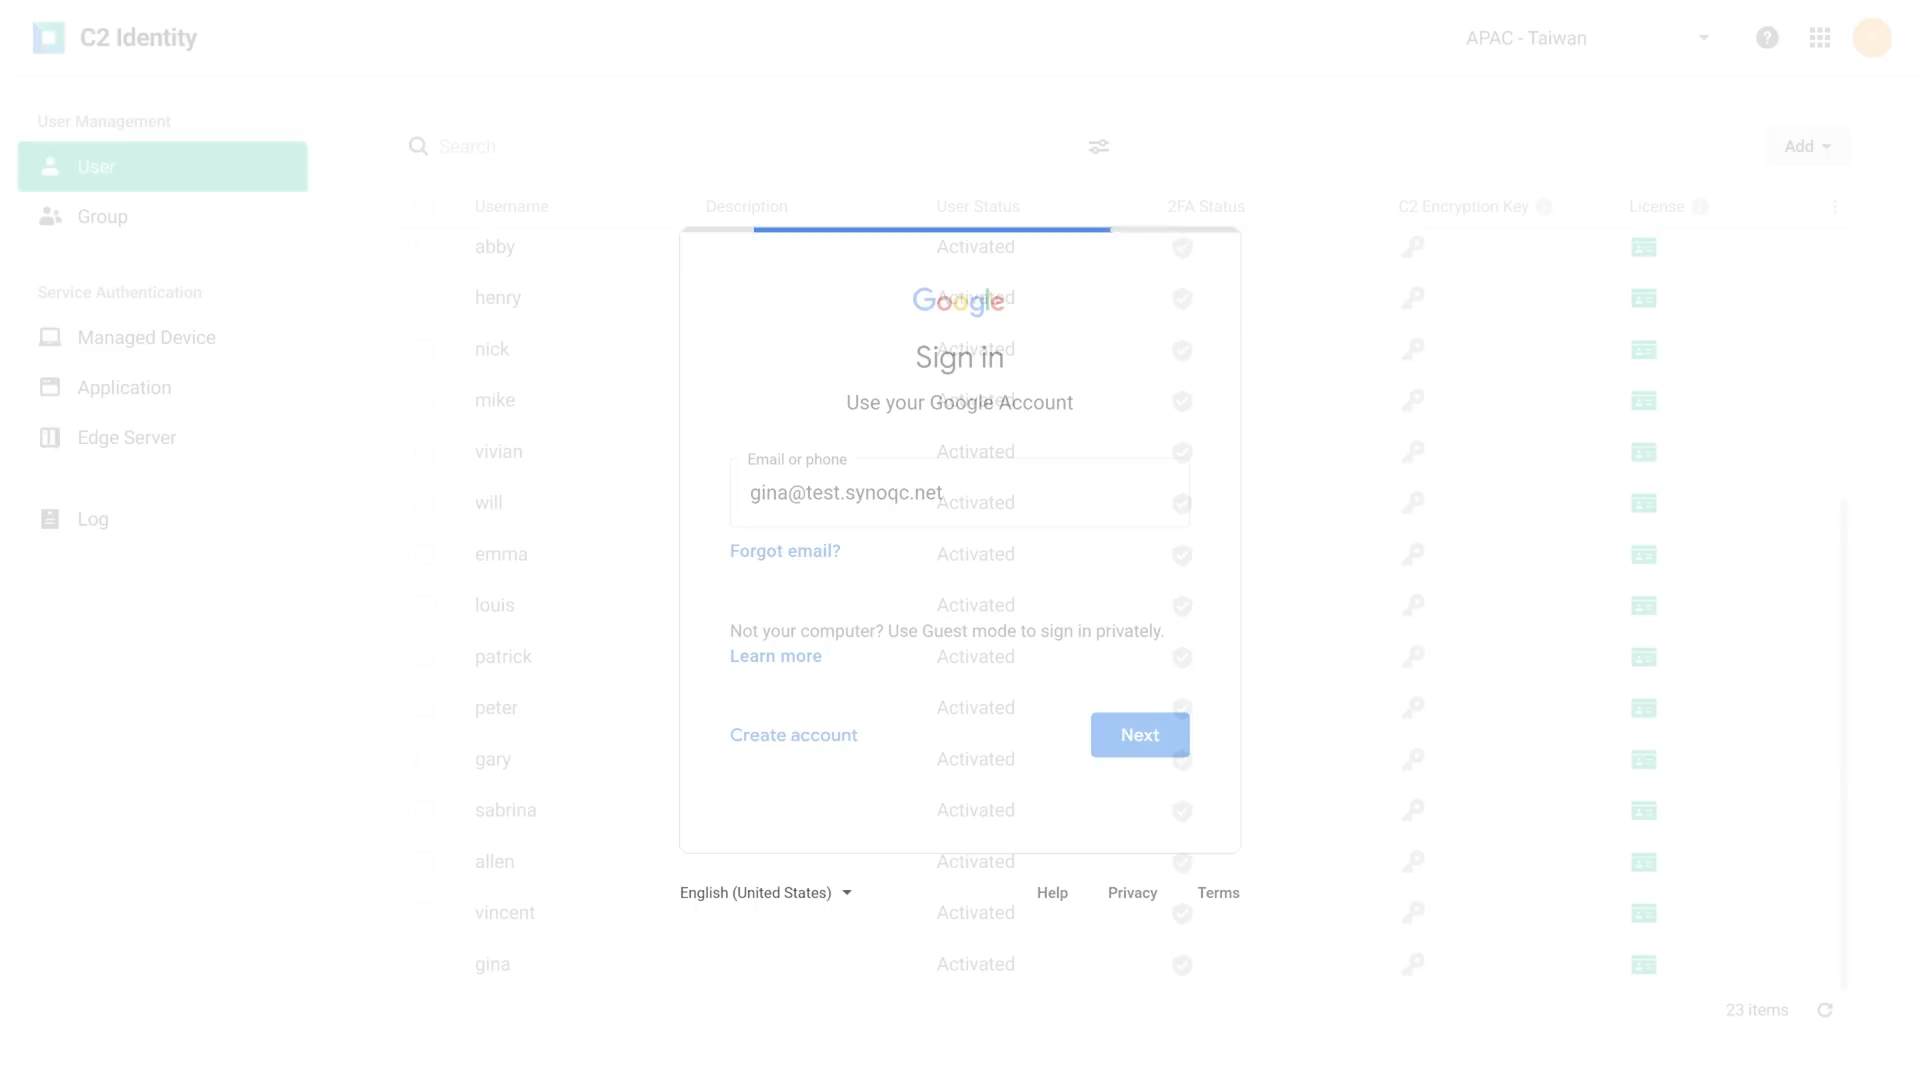 C2 Identity
APAC - Taiwan
User Management
User
Group
Service Authentication
Managed Device
Application
Edge Server
Log
Search
Add
Username Description User Status 2FA Status C2 Encryption Key License
abby Activated
henry Activated
nick Activated
mike Activated
vivian Activated
will Activated
emma Activated
louis Activated
patrick Activated
peter Activated
gary Activated
sabrina Activated
allen Activated
vincent Activated
gina Activated
23 items
Google
Sign in
Use your Google Account
Email or phone
gina@test.synoqc.net
Forgot email?
Not your computer? Use Guest mode to sign in privately.
Learn more
Create account
Next
English (United States)
Help Privacy Terms